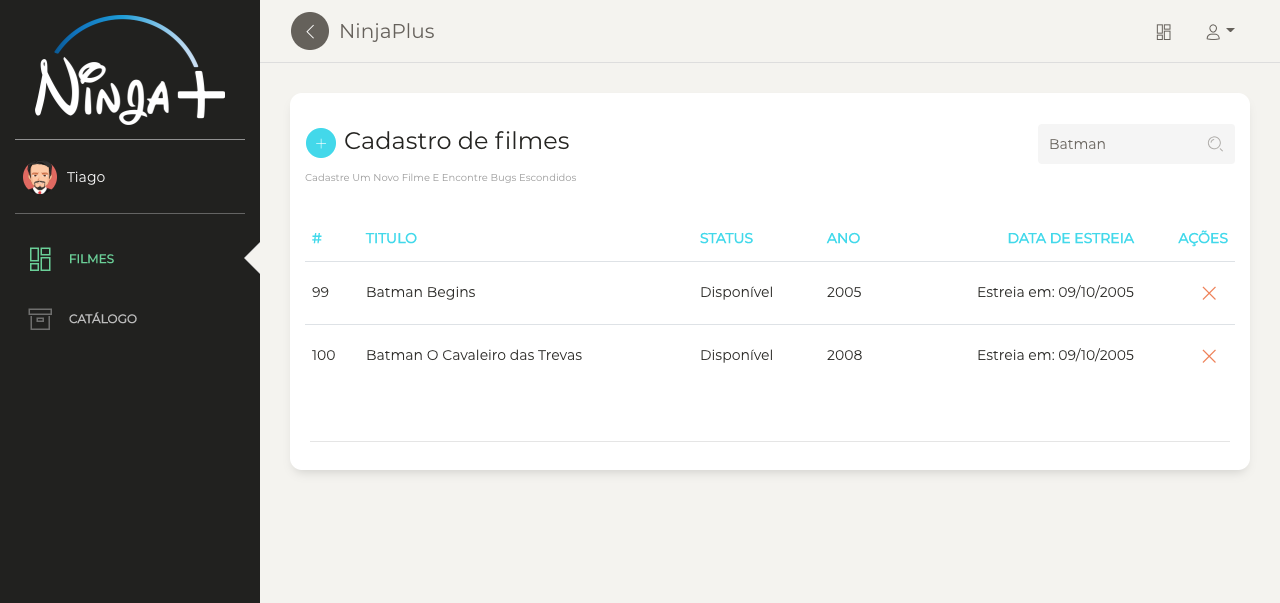 Ninja+
NinjaPlus
Tiago
FILMES
CATÁLOGO
Cadastro de filmes
Batman
Cadastre Um Novo Filme E Encontre Bugs Escondidos
# TITULO STATUS ANO DATA DE ESTREIA AÇÕES
99 Batman Begins Disponível 2005 Estreia em: 09/10/2005
100 Batman O Cavaleiro das Trevas Disponível 2008 Estreia em: 09/10/2005